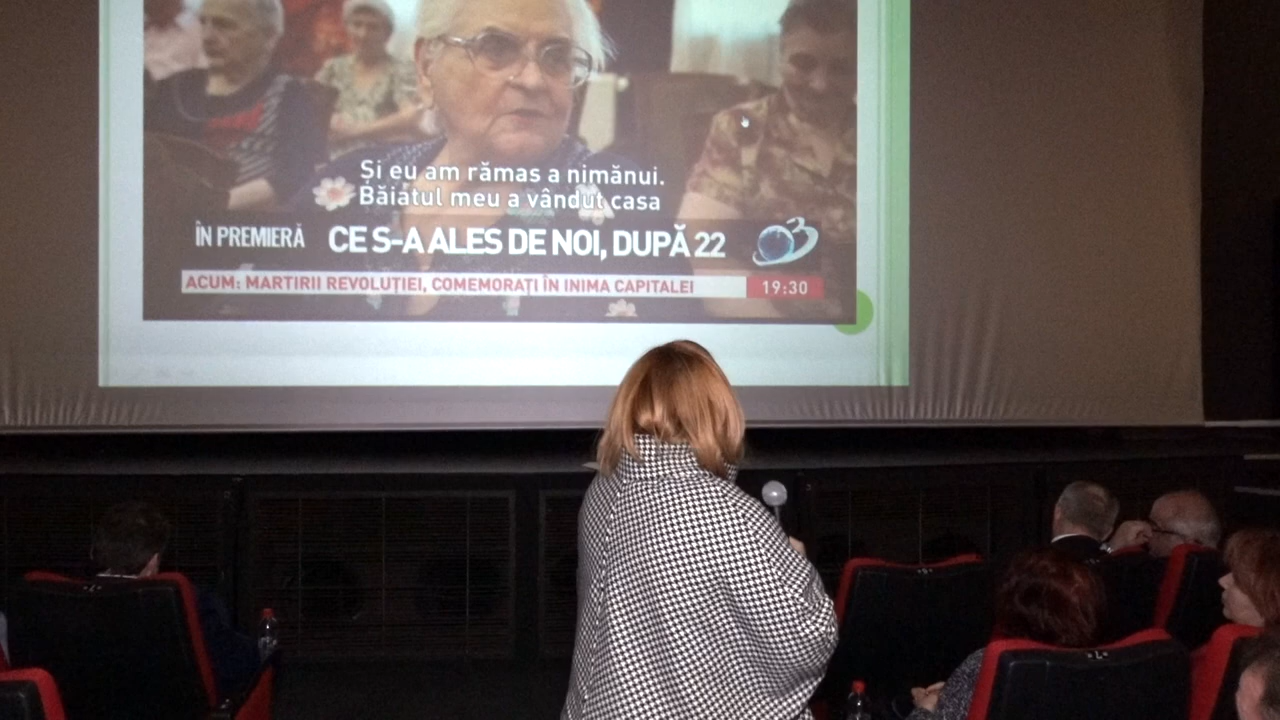 Și eu am rămas a nimănui.
Băiatul meu a vândut casa
ÎN PREMIERĂ CE S-A ALES DE NOI, DUPĂ 22 3
ACUM: MARTIRII REVOLUȚIEI, COMEMORAȚI ÎN INIMA CAPITALEI 19:30